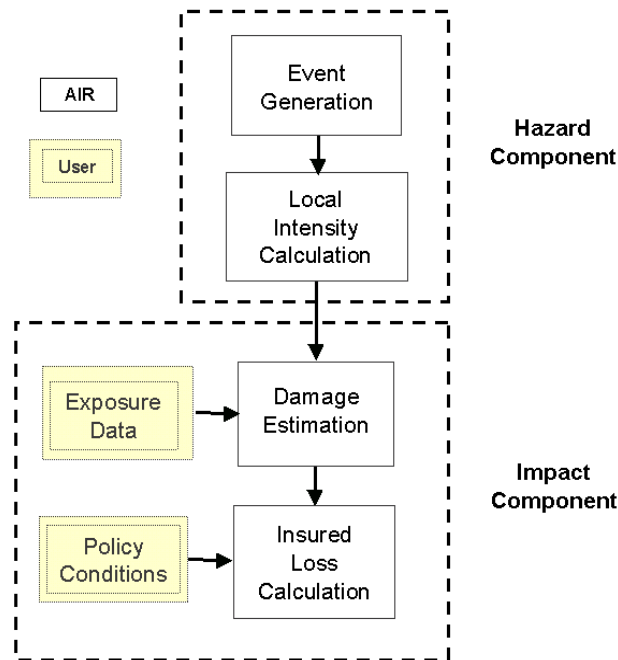 AIR
User
Event
Generation
Local
Intensity
Calculation
Hazard
Component
Exposure
Data
Damage
Estimation
Policy
Conditions
Insured
Loss
Calculation
Impact
Component